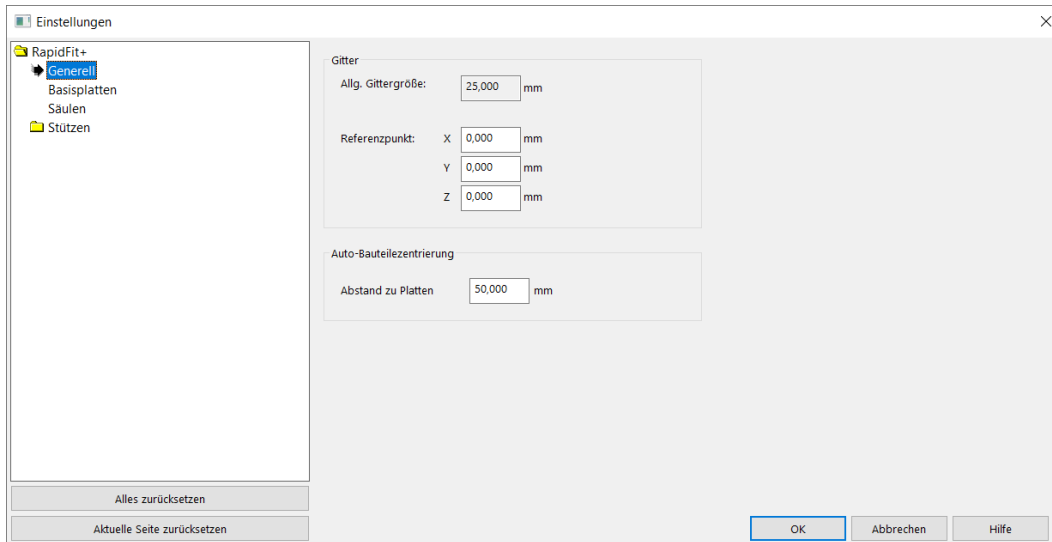 Einstellungen
RapidFit+
Generell
Basisplatten
Säulen
Stützen
Gitter
Allg. Gittergröße: 25,000 mm
Referenzpunkt: X 0,000 mm
Y 0,000 mm
Z 0,000 mm
Auto-Bauteilezentrierung
Abstand zu Platten 50,000 mm
Alles zurücksetzen
Aktuelle Seite zurücksetzen
OK Abbrechen Hilfe